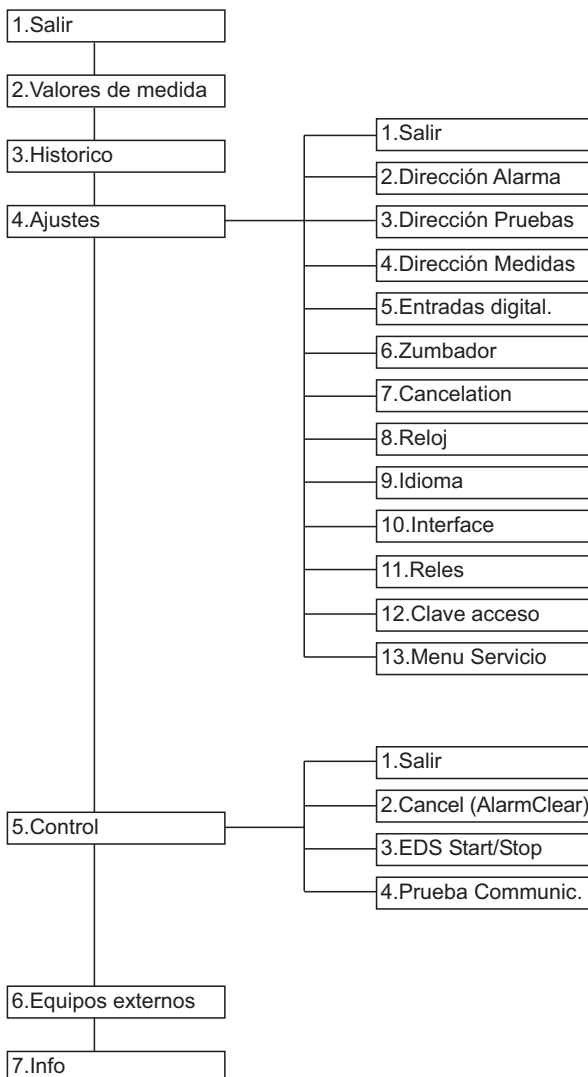 1.Salir
2.Valores de medida
3.Historico
4.Ajustes
1.Salir
2.Dirección Alarma
3.Dirección Pruebas
4.Dirección Medidas
5.Entradas digital.
6.Zumbador
7.Cancelation
8.Reloj
9.Idioma
10.Interface
11.Reles
12.Clave acceso
13.Menu Servicio
5.Control
1.Salir
2.Cancel (AlarmClear)
3.EDS Start/Stop
4.Prueba Communic.
6.Equipos externos
7.Info